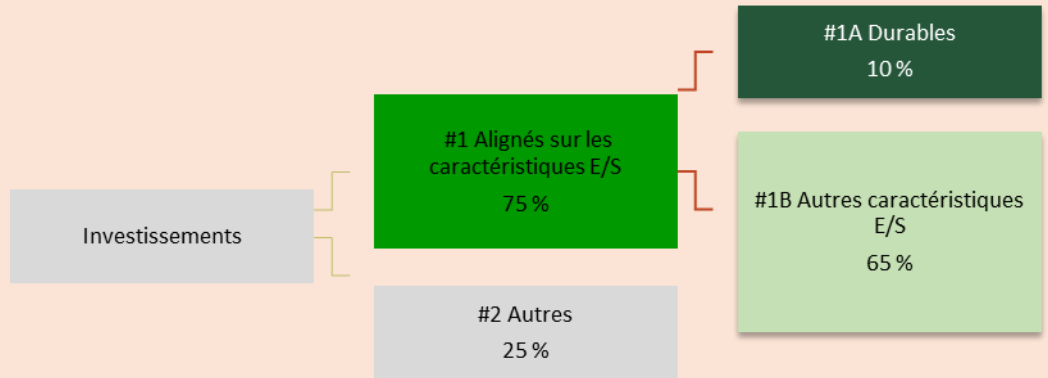 Investissements
#1 Alignés sur les
caractéristiques E/S
75 %
#2 Autres
25 %
#1A Durables
10 %
#1B Autres caractéristiques
E/S
65 %